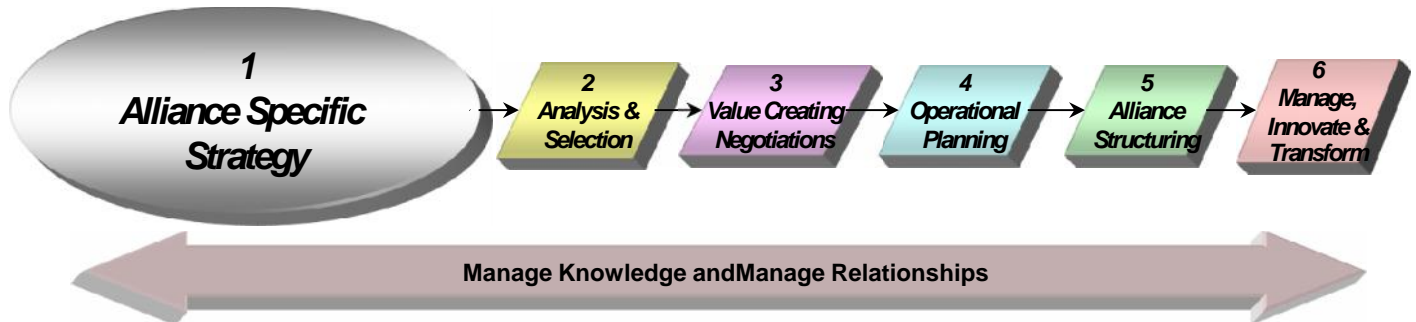 1
Alliance Specific
Strategy
2
Analysis &
Selection
3
Value Creating
Negotiations
4
Operational
Planning
5
Alliance
Structuring
6
Manage,
Innovate &
Transform
Manage Knowledge andManage Relationships